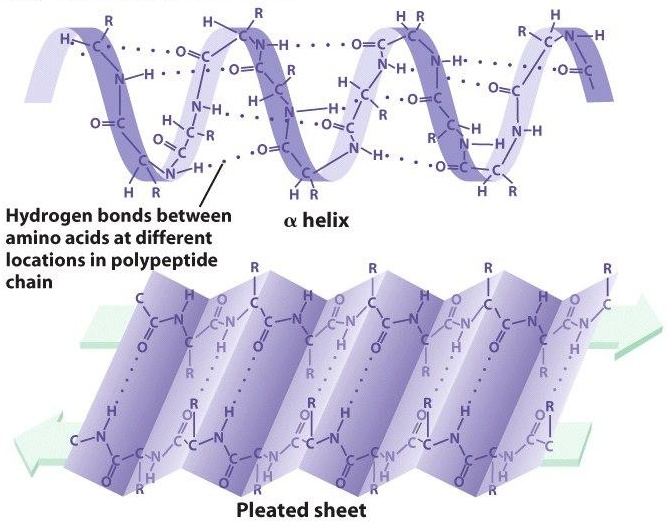 R H R R
H H
H C C N H O C C N H C N H
O C N H
N H O C R N H O C
H C O C H C R O C C
N H N H
O C H C R O C C R H N H
O C H N H C
H N H O C N H O C C
C H R H R H R
Hydrogen bonds between
amino acids at different
locations in polypeptide
chain
α helix
R R R R
C H O C H O C H O C H O C
C N C N C N C N C N C N C N C N
O H O H O H O H
R R R R
H R H R H R H R
C N O C N O C N O C N O C
C C C C C C C C
O N H O N H O N H O N H
R R R R
Pleated sheet